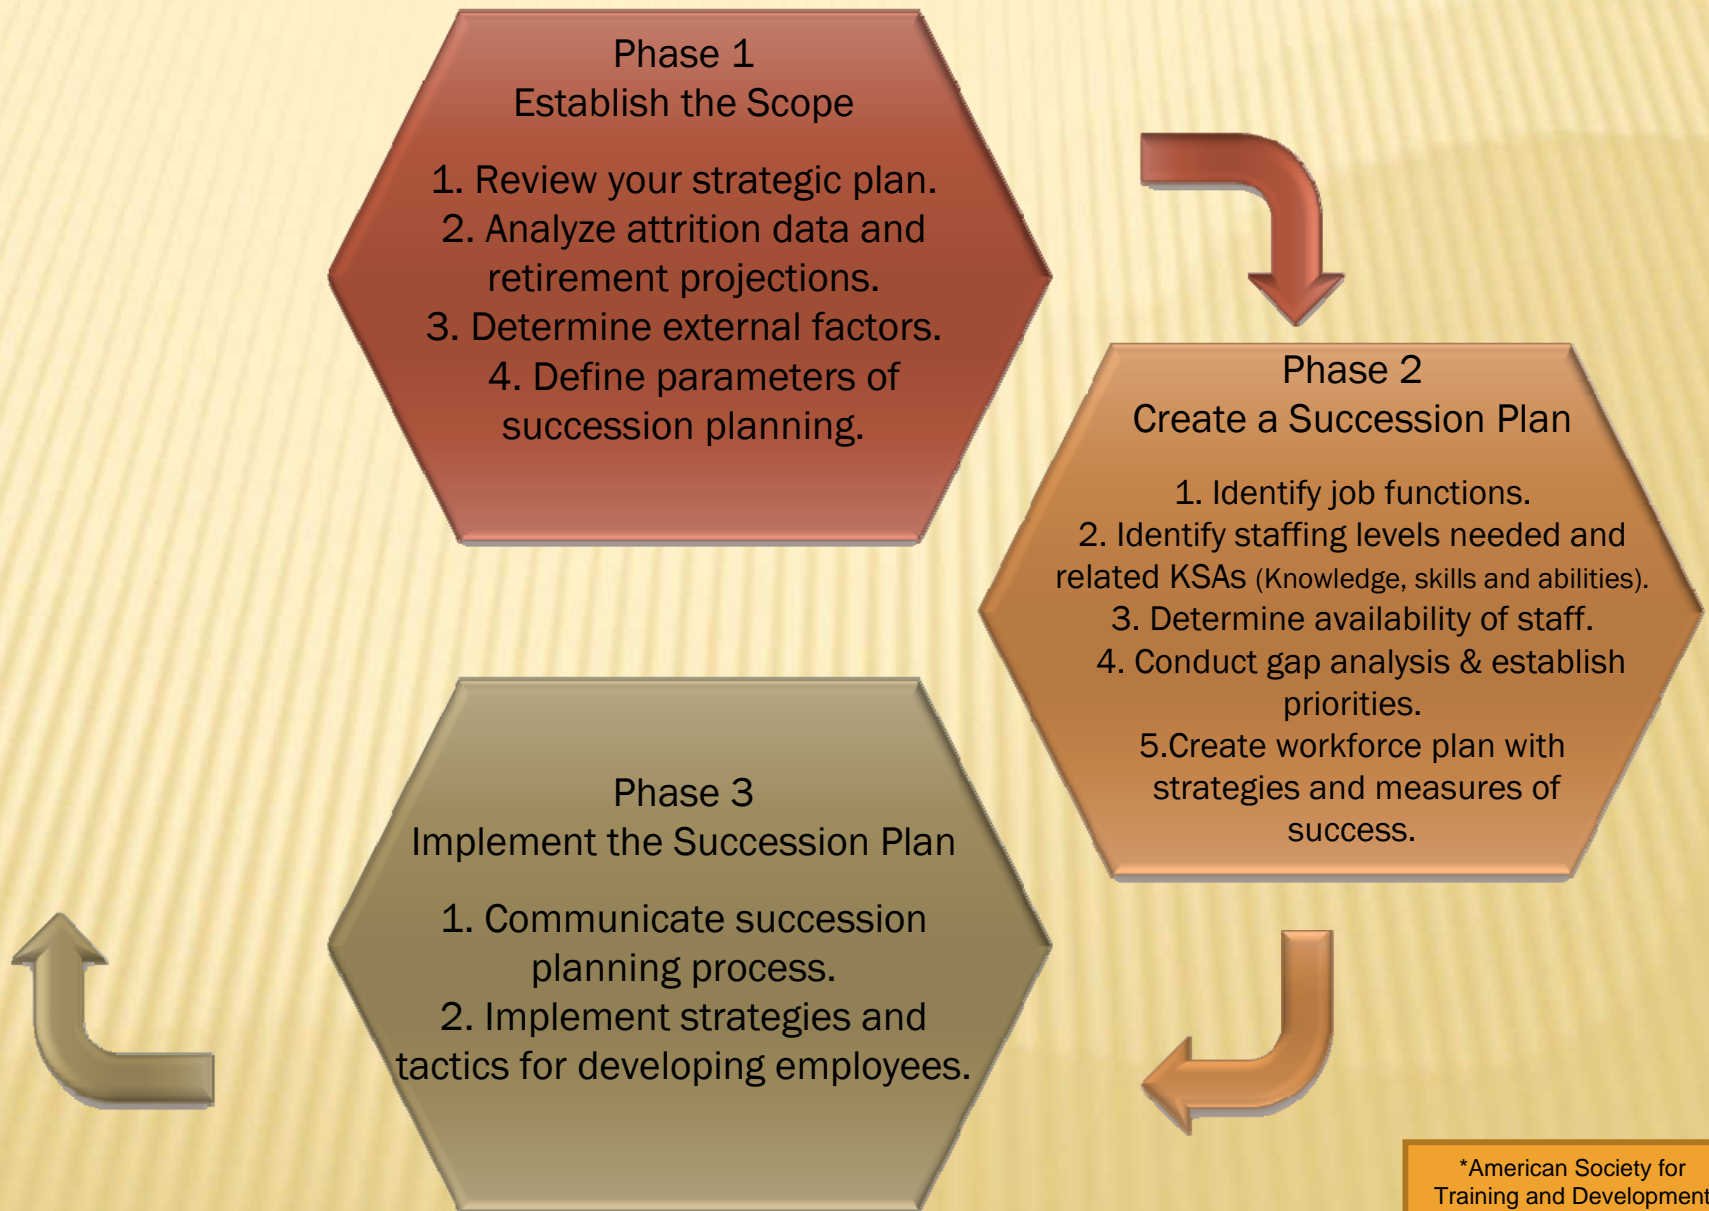 Phase 1
Establish the Scope
1. Review your strategic plan.
2. Analyze attrition data and
retirement projections.
3. Determine external factors.
4. Define parameters of
succession planning.
Phase 2
Create a Succession Plan
1. Identify job functions.
2. Identify staffing levels needed and
related KSAs (Knowledge, skills and abilities).
3. Determine availability of staff.
4. Conduct gap analysis & establish
priorities.
5.Create workforce plan with
strategies and measures of
success.
Phase 3
Implement the Succession Plan
1. Communicate succession
planning process.
2. Implement strategies and
tactics for developing employees.
*American Society for
Training and Development